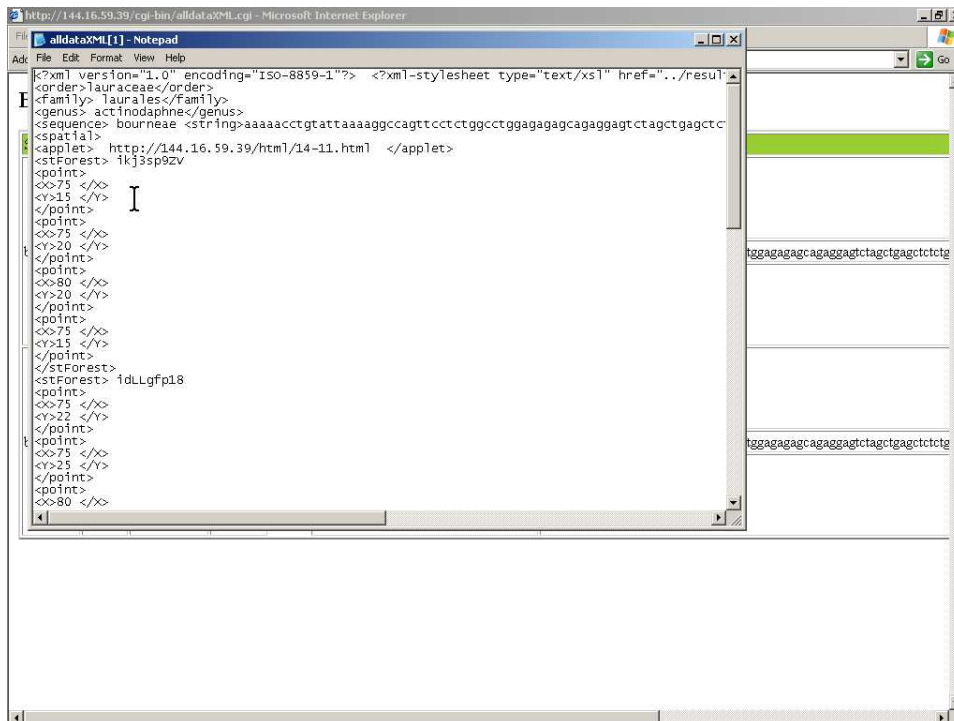 http://144.16.59.39/cgi-bin/alldataXML.cgi - Microsoft Internet Explorer
alldataXML[1] - Notepad
File Edit Format View Help
Go
<?xml version="1.0" encoding="ISO-8859-1"?> <?xml-stylesheet type="text/xsl" href="../resul
<order>lauraceae</order>
<family> laurales</family>
<genus> actinodaphne</genus>
<sequence> bourneae <string>aaaaacctgtattaaaaggccagttcctctggcctggagagagcagaggagtctagctgagctc
<spatial>
<applet> http://144.16.59.39/html/14-11.html </applet>
<stForest> ikj3sp9zv
<point>
<X>75 </X>
<Y>15 </Y>
</point>
<point>
<X>75 </X>
<Y>20 </Y>
</point>
<point>
<X>80 </X>
<Y>20 </Y>
</point>
<point>
<X>75 </X>
<Y>15 </Y>
</point>
</stForest>
<stForest> idLLgfp18
<point>
<X>75 </X>
<Y>22 </Y>
</point>
<point>
<X>75 </X>
<Y>25 </Y>
</point>
<point>
<X>80 </X>
tggagagagcagaggagtctagctgagctctctg
tggagagagcagaggagtctagctgagctctctg